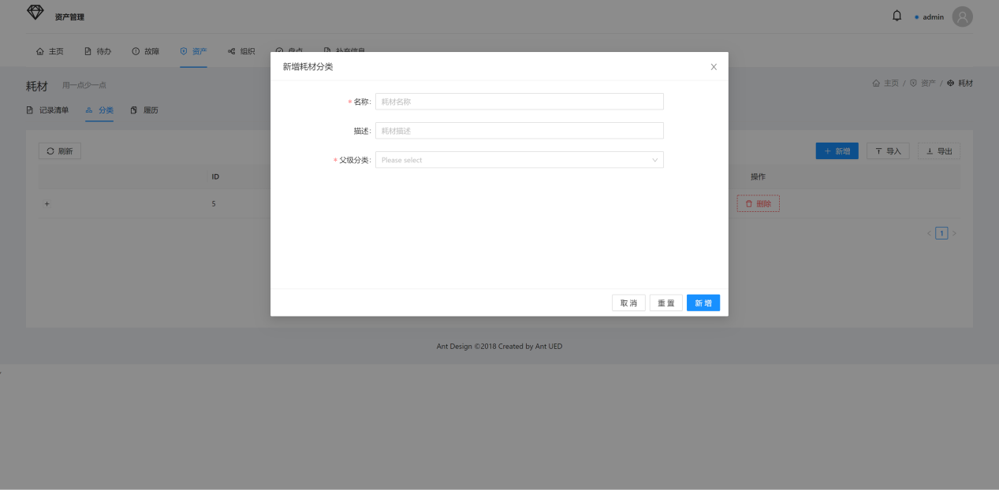 资产管理
admin
主页 待办 故障 资产 组织 盘点 补充信息
新增耗材分类
耗材 用一点少一点
主页 / 资产 / 耗材
记录清单 分类 履历
* 名称: 耗材名称
描述: 耗材描述
* 父级分类: Please select
刷新
+ 新增 导入 导出
ID 操作
+ 5 删除
< 1 >
取 消 重 置 新 增
Ant Design ©2018 Created by Ant UED